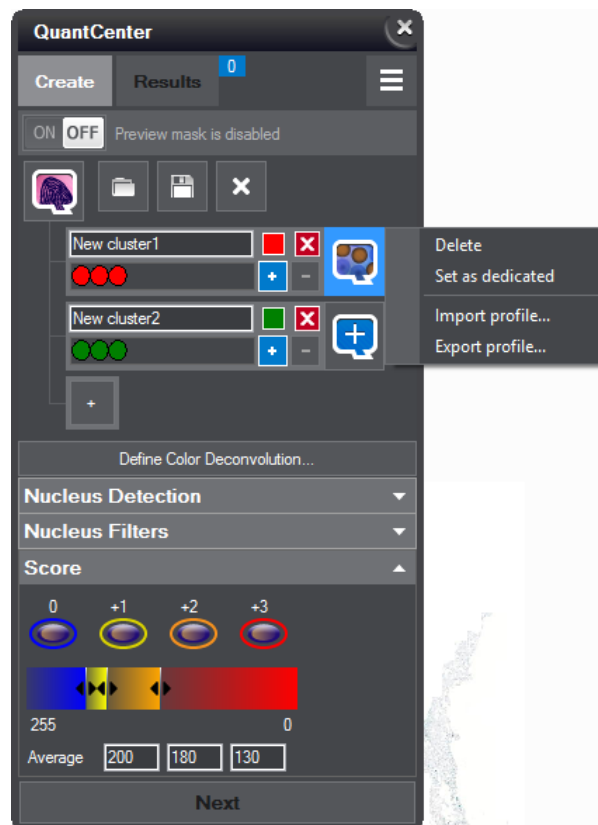 QuantCenter
Create Results 0
ON OFF Preview mask is disabled
New cluster1
Delete
Set as dedicated
New cluster2
Import profile...
Export profile...
+
Define Color Deconvolution...
Nucleus Detection
Nucleus Filters
Score
0 +1 +2 +3
255 0
Average 200 180 130
Next